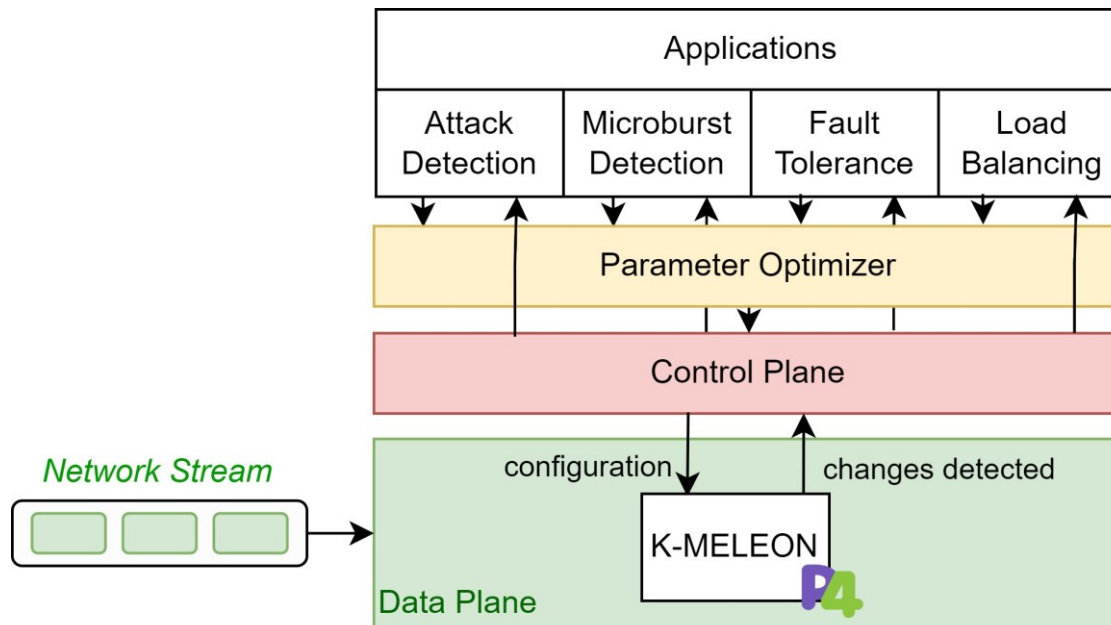 Applications
Attack
Detection
Microburst
Detection
Fault
Tolerance
Load
Balancing
Parameter Optimizer
Control Plane
Network Stream
configuration
changes detected
K-MELEON
P4
Data Plane